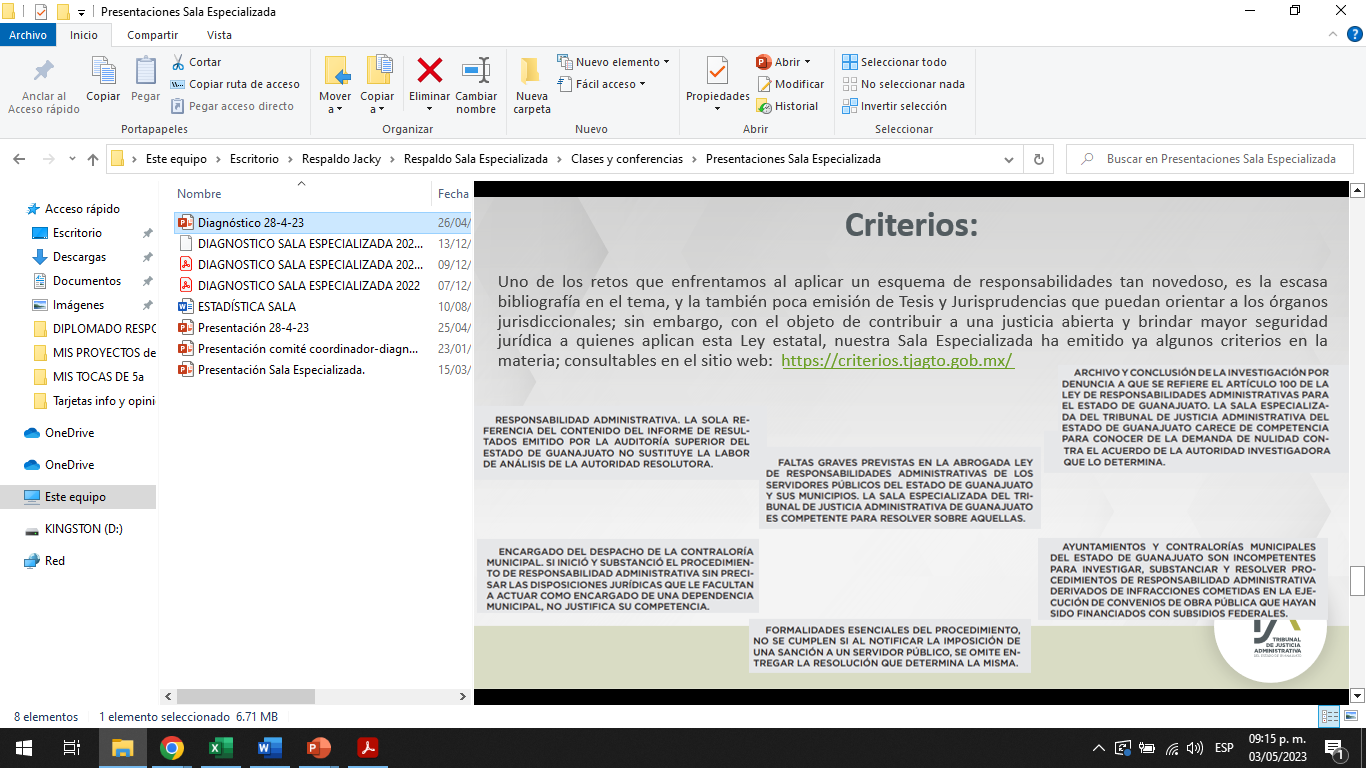 Presentaciones Sala Especializada
Archivo
Inicio
Compartir
Vista
Anclar al
Acceso rápido
Copiar
Pegar
Cortar
Copiar ruta de acceso
Pegar acceso directo
Portapapeles
Mover
a
Copiar
a
Eliminar
Cambiar
nombre
Organizar
Nueva
carpeta
Nuevo elemento
Fácil acceso
Nuevo
Propiedades
Abrir
Modificar
Historial
Abrir
Seleccionar todo
No seleccionar nada
Invertir selección
Seleccionar
Este equipo > Escritorio > Respaldo Jacky > Respaldo Sala Especializada > Clases y conferencias > Presentaciones Sala Especializada
Buscar en Presentaciones Sala Especializada
Acceso rápido
Escritorio
Descargas
Documentos
Imágenes
DIPLOMADO RESPO
MIS PROYECTOS de
MIS TOCAS DE 5a
Tarjetas info y opini
OneDrive
OneDrive
Este equipo
KINGSTON (D:)
Red
Nombre Fecha
Diagnóstico 28-4-23 26/04/
DIAGNOSTICO SALA ESPECIALIZADA 202... 13/12/
DIAGNOSTICO SALA ESPECIALIZADA 202... 09/12/
DIAGNOSTICO SALA ESPECIALIZADA 2022 07/12/
ESTADÍSTICA SALA 10/08/
Presentación 28-4-23 25/04/
Presentación comité coordinador-diagn... 23/01/
Presentación Sala Especializada. 15/03/
Criterios:
Uno de los retos que enfrentamos al aplicar un esquema de responsabilidades tan novedoso, es la escasa
bibliografía en el tema, y la también poca emisión de Tesis y Jurisprudencias que puedan orientar a los órganos
jurisdiccionales; sin embargo, con el objeto de contribuir a una justicia abierta y brindar mayor seguridad
jurídica a quienes aplican esta Ley estatal, nuestra Sala Especializada ha emitido ya algunos criterios en la
materia; consultables en el sitio web: https://criterios.tjagto.gob.mx/
RESPONSABILIDAD ADMINISTRATIVA. LA SOLA RE-
FERENCIA DEL CONTENIDO DEL INFORME DE RESUL-
TADOS EMITIDO POR LA AUDITORÍA SUPERIOR DEL
ESTADO DE GUANAJUATO NO SUSTITUYE LA LABOR
DE ANÁLISIS DE LA AUTORIDAD RESOLUTORA.
FALTAS GRAVES PREVISTAS EN LA ABROGADA LEY
DE RESPONSABILIDADES ADMINISTRATIVAS DE LOS
SERVIDORES PÚBLICOS DEL ESTADO DE GUANAJUATO
Y SUS MUNICIPIOS. LA SALA ESPECIALIZADA DEL TRI-
BUNAL DE JUSTICIA ADMINISTRATIVA DE GUANAJUATO
ES COMPETENTE PARA RESOLVER SOBRE AQUELLAS.
ARCHIVO Y CONCLUSIÓN DE LA INVESTIGACIÓN POR
DENUNCIA A QUE SE REFIERE EL ARTÍCULO 100 DE LA
LEY DE RESPONSABILIDADES ADMINISTRATIVAS PARA
EL ESTADO DE GUANAJUATO. LA SALA ESPECIALIZA-
DA DEL TRIBUNAL DE JUSTICIA ADMINISTRATIVA DEL
ESTADO DE GUANAJUATO CARECE DE COMPETENCIA
PARA CONOCER DE LA DEMANDA DE NULIDAD CON-
TRA EL ACUERDO DE LA AUTORIDAD INVESTIGADORA
QUE LO DETERMINA.
ENCARGADO DEL DESPACHO DE LA CONTRALORÍA
MUNICIPAL. SI INICIÓ Y SUBSTANCIÓ EL PROCEDIMIEN-
TO DE RESPONSABILIDAD ADMINISTRATIVA SIN PRECI-
SAR LAS DISPOSICIONES JURÍDICAS QUE LE FACULTAN
A ACTUAR COMO ENCARGADO DE UNA DEPENDENCIA
MUNICIPAL, NO JUSTIFICA SU COMPETENCIA.
AYUNTAMIENTOS Y CONTRALORÍAS MUNICIPALES
DEL ESTADO DE GUANAJUATO SON INCOMPETENTES
PARA INVESTIGAR, SUBSTANCIAR Y RESOLVER PRO-
CEDIMIENTOS DE RESPONSABILIDAD ADMINISTRATIVA
DERIVADOS DE INFRACCIONES COMETIDAS EN LA EJE-
CUCIÓN DE CONVENIOS DE OBRA PÚBLICA QUE HAYAN
SIDO FINANCIADOS CON SUBSIDIOS FEDERALES.
FORMALIDADES ESENCIALES DEL PROCEDIMIENTO,
NO SE CUMPLEN SI AL NOTIFICAR LA IMPOSICIÓN DE
UNA SANCIÓN A UN SERVIDOR PÚBLICO, SE OMITE EN-
TREGAR LA RESOLUCIÓN QUE DETERMINA LA MISMA.
TRIBUNAL
DE JUSTICIA
ADMINISTRATIVA
8 elementos
1 elemento seleccionado 6.71 MB
ESP
09:15 p. m.
03/05/2023
1